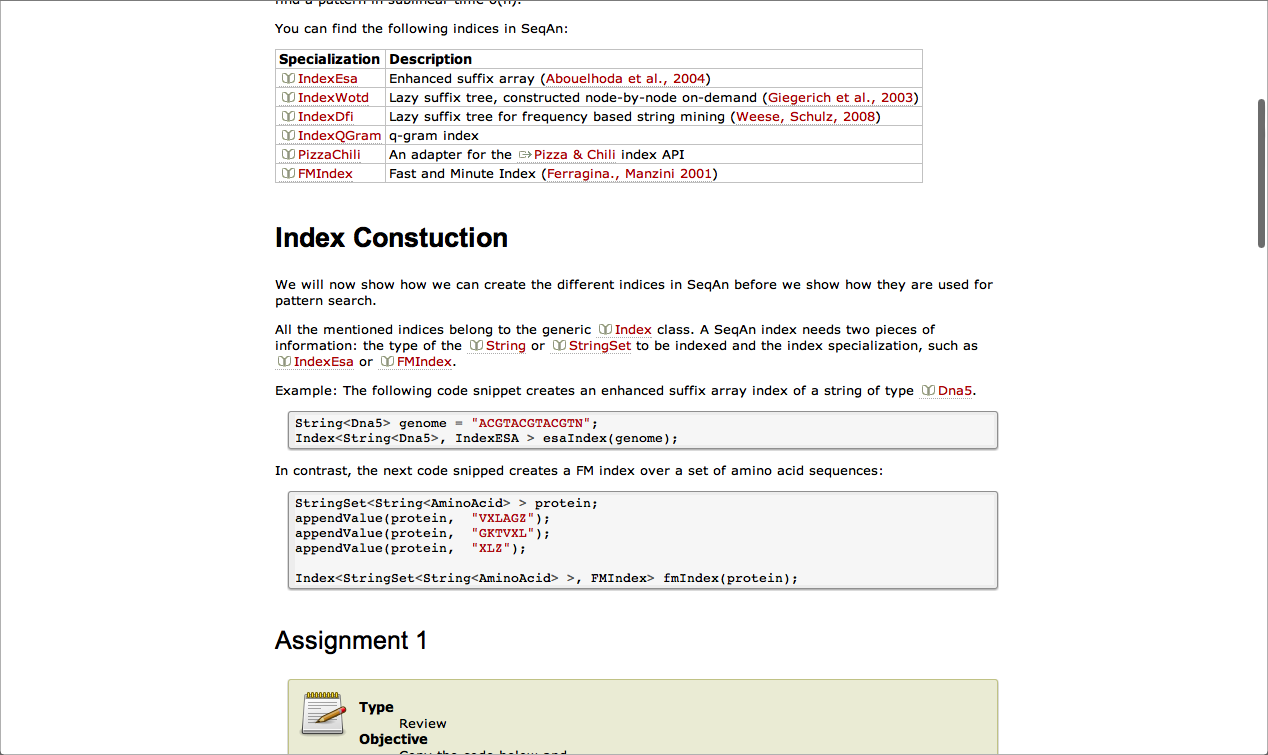 find a pattern in sublinear time o(n).
You can find the following indices in SeqAn:
Specialization Description
IndexEsa Enhanced suffix array (Abouelhoda et al., 2004)
IndexWotd Lazy suffix tree, constructed node-by-node on-demand (Giegerich et al., 2003)
IndexDfi Lazy suffix tree for frequency based string mining (Weese, Schulz, 2008)
IndexQGram q-gram index
PizzaChili An adapter for the Pizza & Chili index API
FMIndex Fast and Minute Index (Ferragina., Manzini 2001)
Index Constuction
We will now show how we can create the different indices in SeqAn before we show how they are used for
pattern search.
All the mentioned indices belong to the generic Index class. A SeqAn index needs two pieces of
information: the type of the String or StringSet to be indexed and the index specialization, such as
IndexEsa or FMIndex.
Example: The following code snippet creates an enhanced suffix array index of a string of type Dna5.
String<Dna5> genome = "ACGTACGTACGTN";
Index<String<Dna5>, IndexESA > esaIndex(genome);
In contrast, the next code snipped creates a FM index over a set of amino acid sequences:
StringSet<String<AminoAcid> > protein;
appendValue(protein, "VXLAGZ");
appendValue(protein, "GKTVXL");
appendValue(protein, "XLZ");
Index<StringSet<String<AminoAcid> >, FMIndex> fmIndex(protein);
Assignment 1
Type
Review
Objective
Copy the code below and